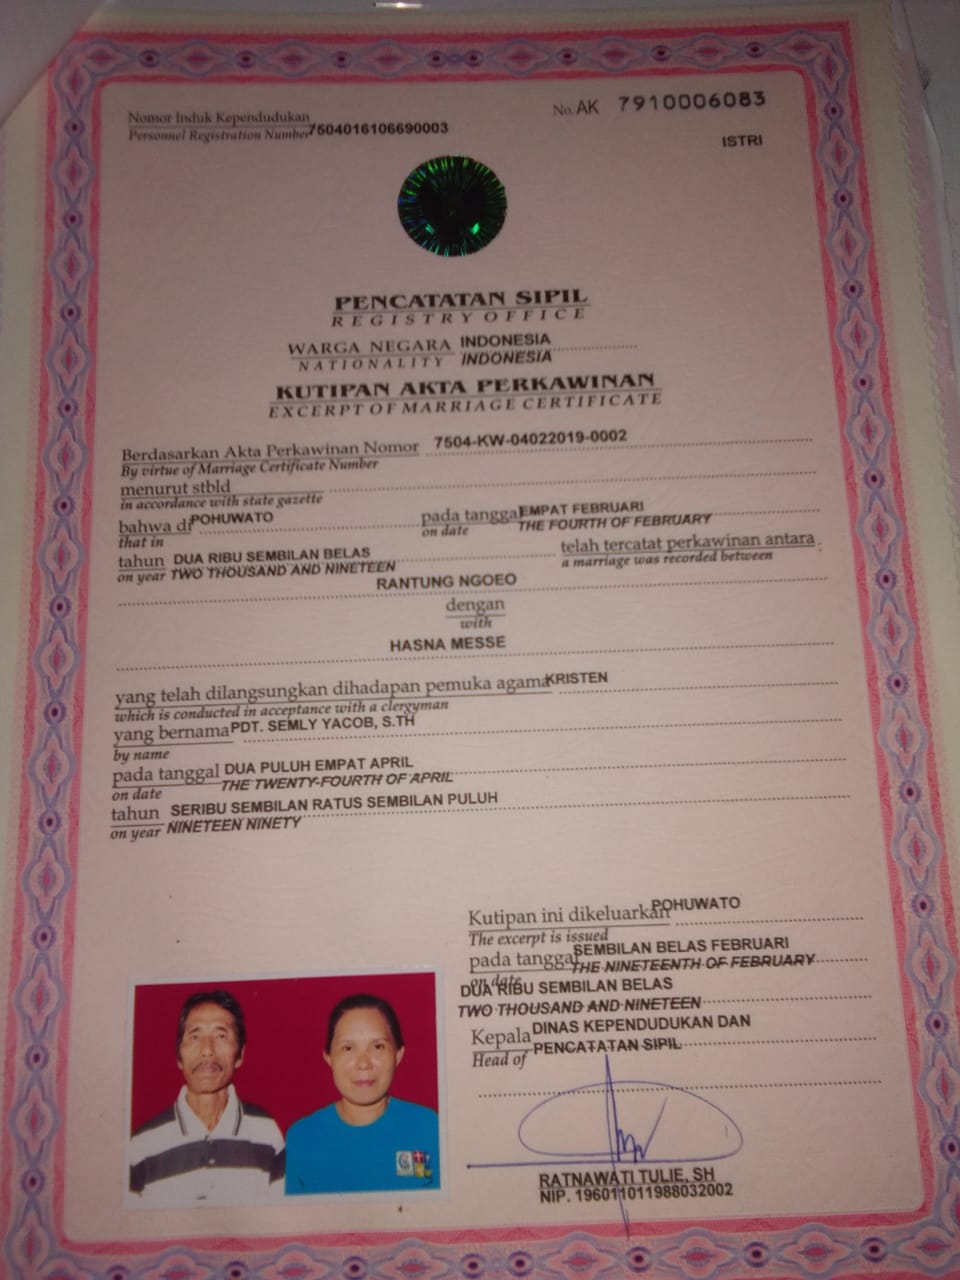 Nomor Induk Kependudukan
Personnel Registration Number 7504016106690003
No. AK 7910006083
ISTRI
PENCATATAN SIPIL
REGISTRY OFFICE
WARGA NEGARA INDONESIA
NATIONALITY INDONESIA
KUTIPAN AKTA PERKAWINAN
EXCERPT OF MARRIAGE CERTIFICATE
Berdasarkan Akta Perkawinan Nomor 7504-KW-04022019-0002
By virtue of Marriage Certificate Number
menurut stbld
in accordance with state gazette
bahwa di POHUWATO pada tanggal EMPAT FEBRUARI
that in on date THE FOURTH OF FEBRUARY
tahun DUA RIBU SEMBILAN BELAS telah tercatat perkawinan antara
on year TWO THOUSAND AND NINETEEN a marriage was recorded between
RANTUNG NGOEO
dengan
with
HASNA MESSE
yang telah dilangsungkan dihadapan pemuka agama KRISTEN
which is conducted in acceptance with a clergyman
yang bernama PDT. SEMLY YACOB, S.TH
by name
pada tanggal DUA PULUH EMPAT APRIL
on date THE TWENTY-FOURTH OF APRIL
tahun SERIBU SEMBILAN RATUS SEMBILAN PULUH
on year NINETEEN NINETY
Kutipan ini dikeluarkan POHUWATO
The excerpt is issued
pada tanggal SEMBILAN BELAS FEBRUARI
on date THE NINETEENTH OF FEBRUARY
DUA RIBU SEMBILAN BELAS
TWO THOUSAND AND NINETEEN
Kepala DINAS KEPENDUDUKAN DAN
Head of PENCATATAN SIPIL
RATNAWATI TULIE, SH
NIP. 196011011988032002